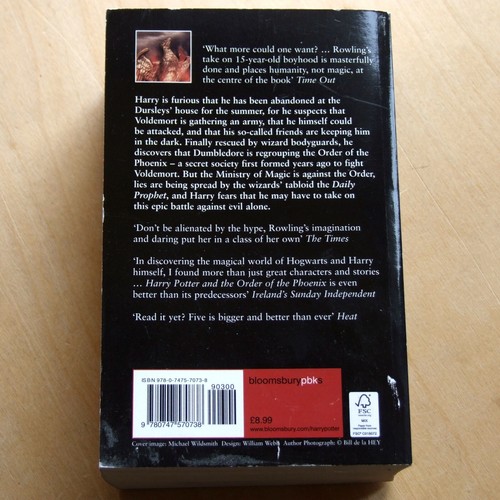 ‘What more could one want? … Rowling’s
take on 15-year-old boyhood is masterfully
done and places humanity, not magic, at
the centre of the book’ Time Out
Harry is furious that he has been abandoned at the
Dursleys’ house for the summer, for he suspects that
Voldemort is gathering an army, that he himself could
be attacked, and that his so-called friends are keeping him
in the dark. Finally rescued by wizard bodyguards, he
discovers that Dumbledore is regrouping the Order of the
Phoenix – a secret society first formed years ago to fight
Voldemort. But the Ministry of Magic is against the Order,
lies are being spread by the wizards’ tabloid the Daily
Prophet, and Harry fears that he may have to take on
this epic battle against evil alone.
‘Don’t be alienated by the hype, Rowling’s imagination
and daring put her in a class of her own’ The Times
‘In discovering the magical world of Hogwarts and Harry
himself, I found more than just great characters and stories
… Harry Potter and the Order of the Phoenix is even
better than its predecessors’ Ireland’s Sunday Independent
‘Read it yet? Five is bigger and better than ever’ Heat
ISBN 978-0-7475-7073-8
90300
9 780747 570738
bloomsburypbks
£8.99
www.bloomsbury.com/harrypotter
FSC
Cover image: Michael Wildsmith Design: William Webb Author Photograph: © Bill de la HEY